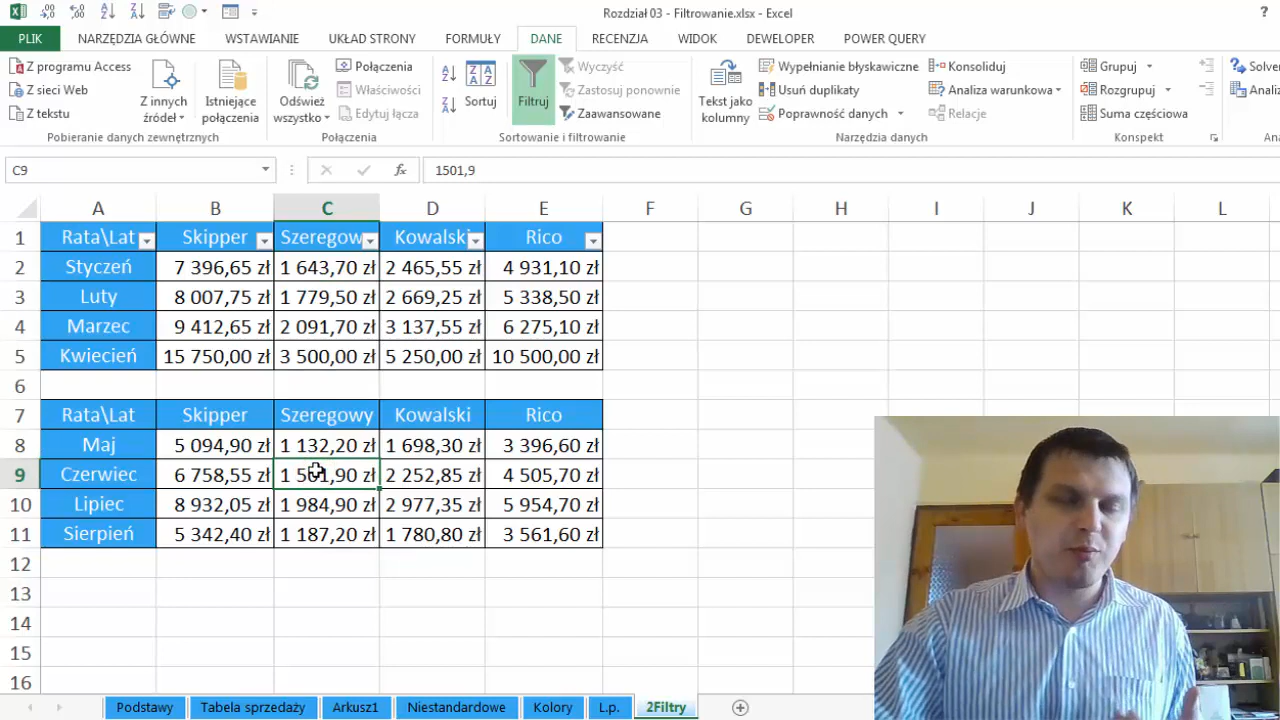 Rozdział 03 - Filtrowanie.xlsx - Excel
?
PLIK NARZĘDZIA GŁÓWNE WSTAWIANIE UKŁAD STRONY FORMUŁY DANE RECENZJA WIDOK DEWELOPER POWER QUERY
Z programu Access
Z sieci Web
Z tekstu
Z innych źródeł
Istniejące połączenia
Pobieranie danych zewnętrznych
Odśwież wszystko
Połączenia
Właściwości
Edytuj łącza
Połączenia
Sortuj
Filtruj
Wyczyść
Zastosuj ponownie
Zaawansowane
Sortowanie i filtrowanie
Tekst jako kolumny
Wypełnianie błyskawiczne
Usuń duplikaty
Poprawność danych
Konsoliduj
Analiza warunkowa
Relacje
Narzędzia danych
Grupuj
Rozgrupuj
Suma częściowa
Konspekt
Solver
C9 fx 1501,9
A B C D E F G H I J K L
1 Rata\Lat Skipper Szeregow Kowalski Rico
2 Styczeń 7 396,65 zł 1 643,70 zł 2 465,55 zł 4 931,10 zł
3 Luty 8 007,75 zł 1 779,50 zł 2 669,25 zł 5 338,50 zł
4 Marzec 9 412,65 zł 2 091,70 zł 3 137,55 zł 6 275,10 zł
5 Kwiecień 15 750,00 zł 3 500,00 zł 5 250,00 zł 10 500,00 zł
6
7 Rata\Lat Skipper Szeregowy Kowalski Rico
8 Maj 5 094,90 zł 1 132,20 zł 1 698,30 zł 3 396,60 zł
9 Czerwiec 6 758,55 zł 1 501,90 zł 2 252,85 zł 4 505,70 zł
10 Lipiec 8 932,05 zł 1 984,90 zł 2 977,35 zł 5 954,70 zł
11 Sierpień 5 342,40 zł 1 187,20 zł 1 780,80 zł 3 561,60 zł
12
13
14
15
16
Podstawy Tabela sprzedaży Arkusz1 Niestandardowe Kolory L.p. 2Filtry